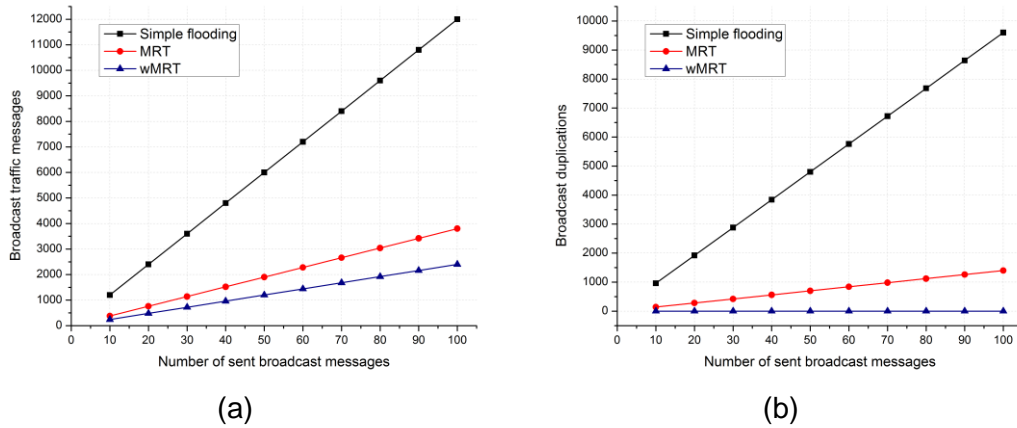 12000
11000
10000
9000
8000
7000
6000
5000
4000
3000
2000
1000
0
Broadcast traffic messages
Simple flooding
MRT
wMRT
0 10 20 30 40 50 60 70 80 90 100
Number of sent broadcast messages
(a)
10000
9000
8000
7000
6000
5000
4000
3000
2000
1000
0
Broadcast duplications
Simple flooding
MRT
wMRT
0 10 20 30 40 50 60 70 80 90 100
Number of sent broadcast messages
(b)